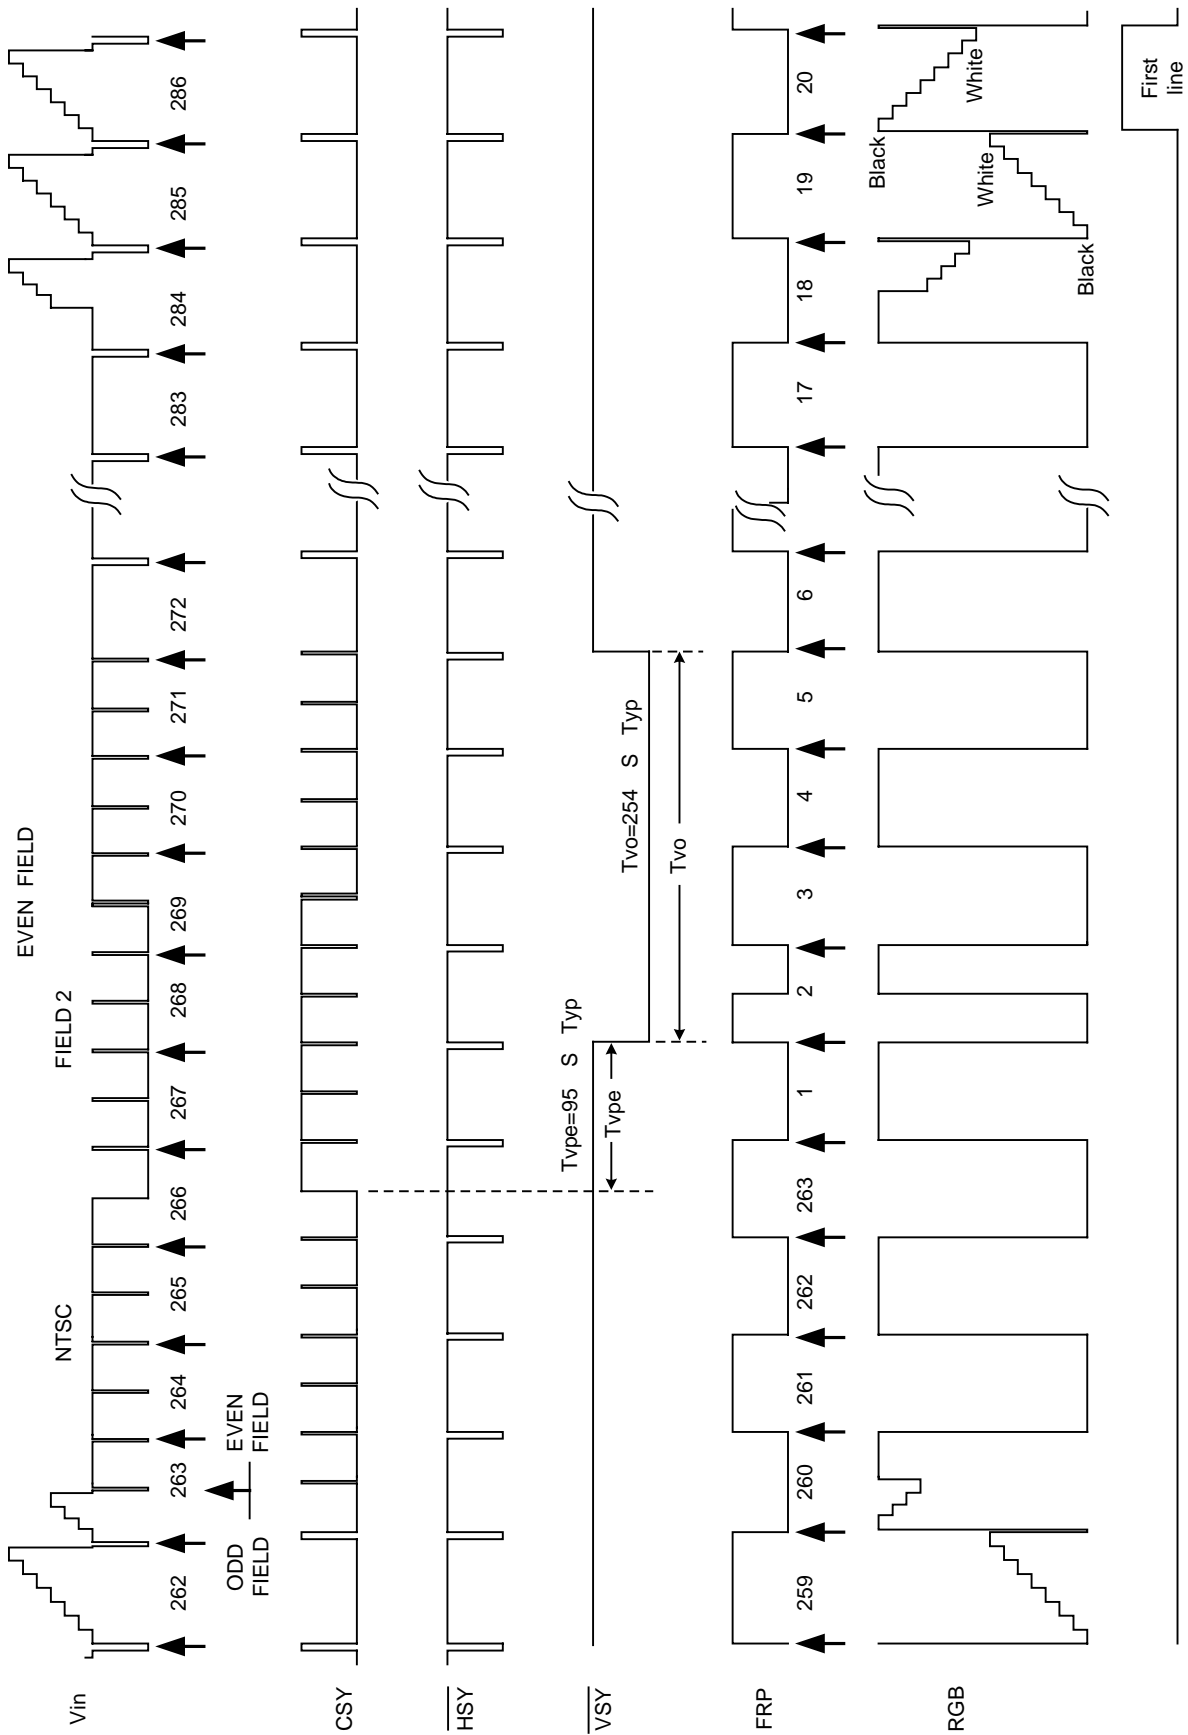 EVEN FIELD
NTSC
FIELD 2
Vin
262
263
264
265
266
267
268
269
270
271
272
283
284
285
286
ODD
FIELD
EVEN
FIELD
CSY
HSY
VSY
Tvpe=95 S Typ
Tvpe
Tvo=254 S Typ
Tvo
FRP
259
260
261
262
263
1
2
3
4
5
6
17
18
19
20
RGB
Black
White
Black
White
First
line